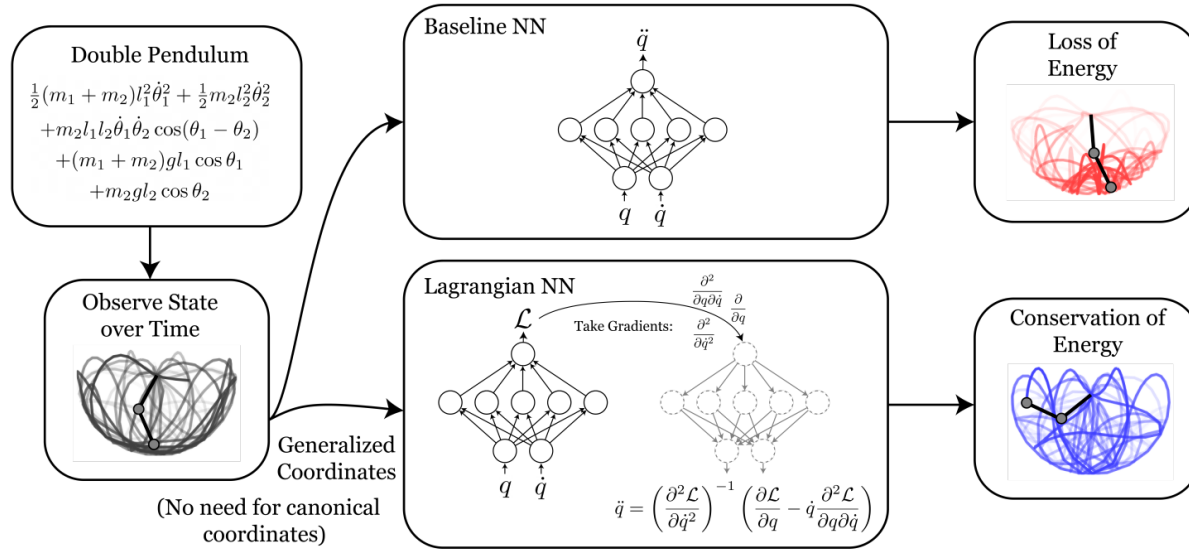 Double Pendulum
½(m₁ + m₂)l₁²θ̇₁² + ½m₂l₂²θ̇₂²
+m₂l₁l₂θ̇₁θ̇₂ cos(θ₁ − θ₂)
+(m₁ + m₂)gl₁ cos θ₁
+m₂gl₂ cos θ₂
Observe State
over Time
Generalized
Coordinates
(No need for canonical
coordinates)
Baseline NN
q̈
q q̇
Loss of
Energy
Lagrangian NN
ℒ
Take Gradients:
∂²/∂q∂q̇ ∂/∂q
∂²/∂q̇²
q q̇
q̈ = (∂²ℒ/∂q̇²)⁻¹ (∂ℒ/∂q − q̇ ∂²ℒ/∂q∂q̇)
Conservation of
Energy